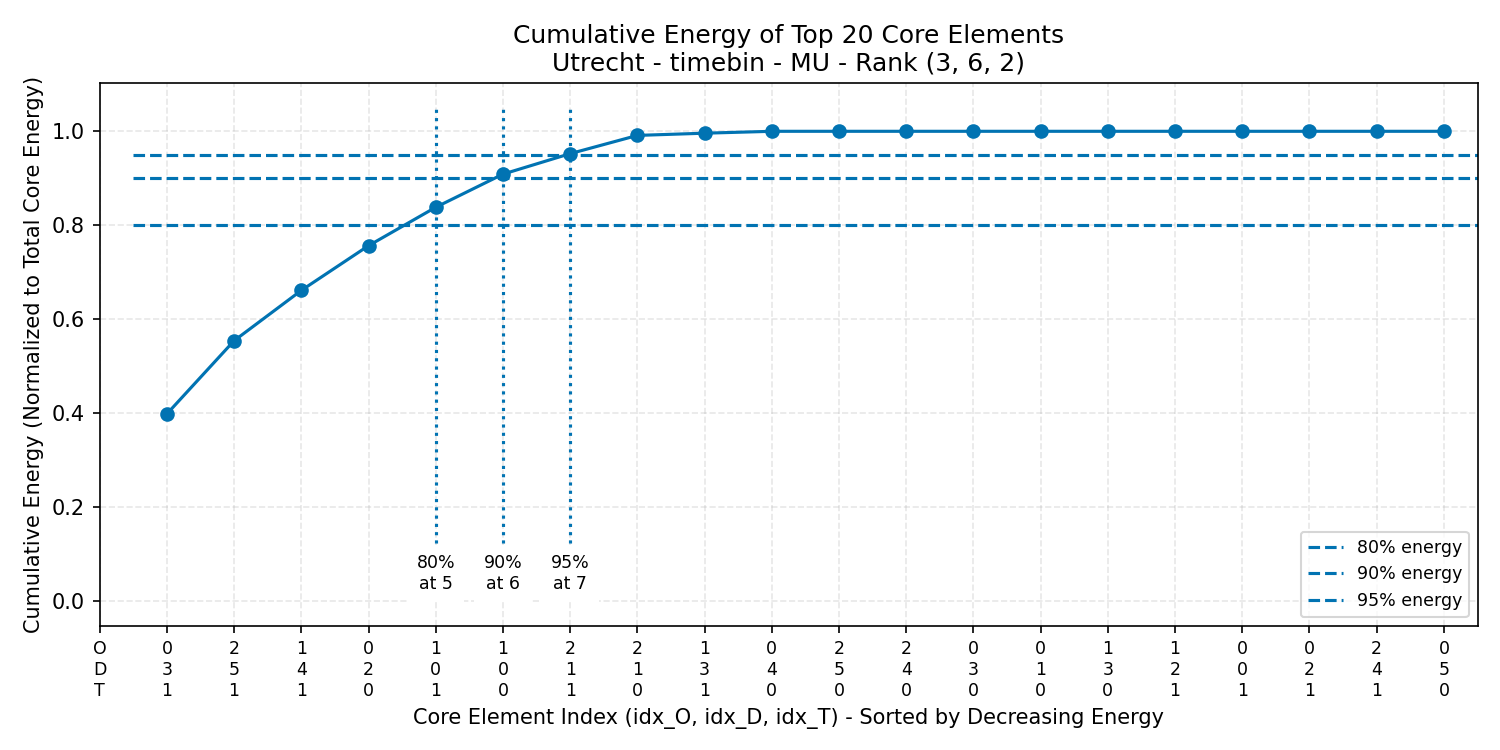 Cumulative Energy of Top 20 Core Elements
Utrecht - timebin - MU - Rank (3, 6, 2)
Cumulative Energy (Normalized to Total Core Energy)
1.0
0.8
0.6
0.4
0.2
0.0
80% 90% 95%
at 5 at 6 at 7
80% energy
90% energy
95% energy
O 0 2 1 0 1 1 2 2 1 0 2 2 0 0 1 1 0 0 2 0
D 3 5 4 2 0 0 1 1 3 4 5 4 3 1 3 2 0 2 4 5
T 1 1 1 0 1 0 1 0 1 0 0 0 0 0 0 1 1 1 1 0
Core Element Index (idx_O, idx_D, idx_T) - Sorted by Decreasing Energy